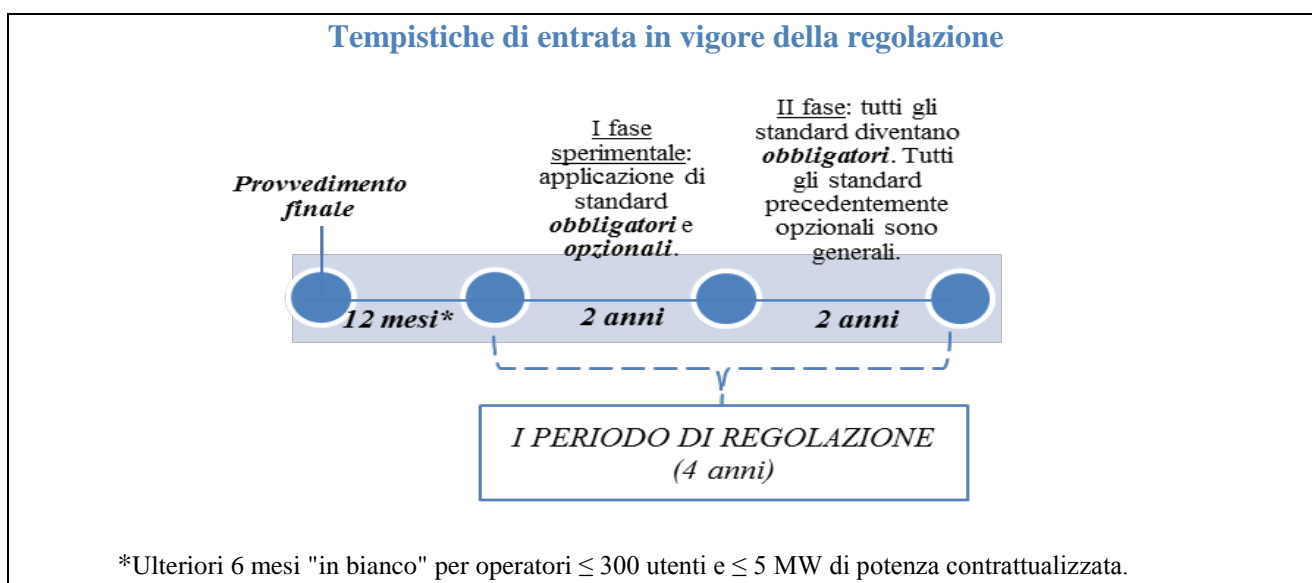 Tempistiche di entrata in vigore della regolazione
Provvedimento
finale
I fase
sperimentale:
applicazione di
standard
obbligatori e
opzionali.
II fase: tutti gli
standard diventano
obbligatori. Tutti
gli standard
precedentemente
opzionali sono
generali.
12 mesi*
2 anni
2 anni
I PERIODO DI REGOLAZIONE
(4 anni)
*Ulteriori 6 mesi "in bianco" per operatori ≤ 300 utenti e ≤ 5 MW di potenza contrattualizzata.